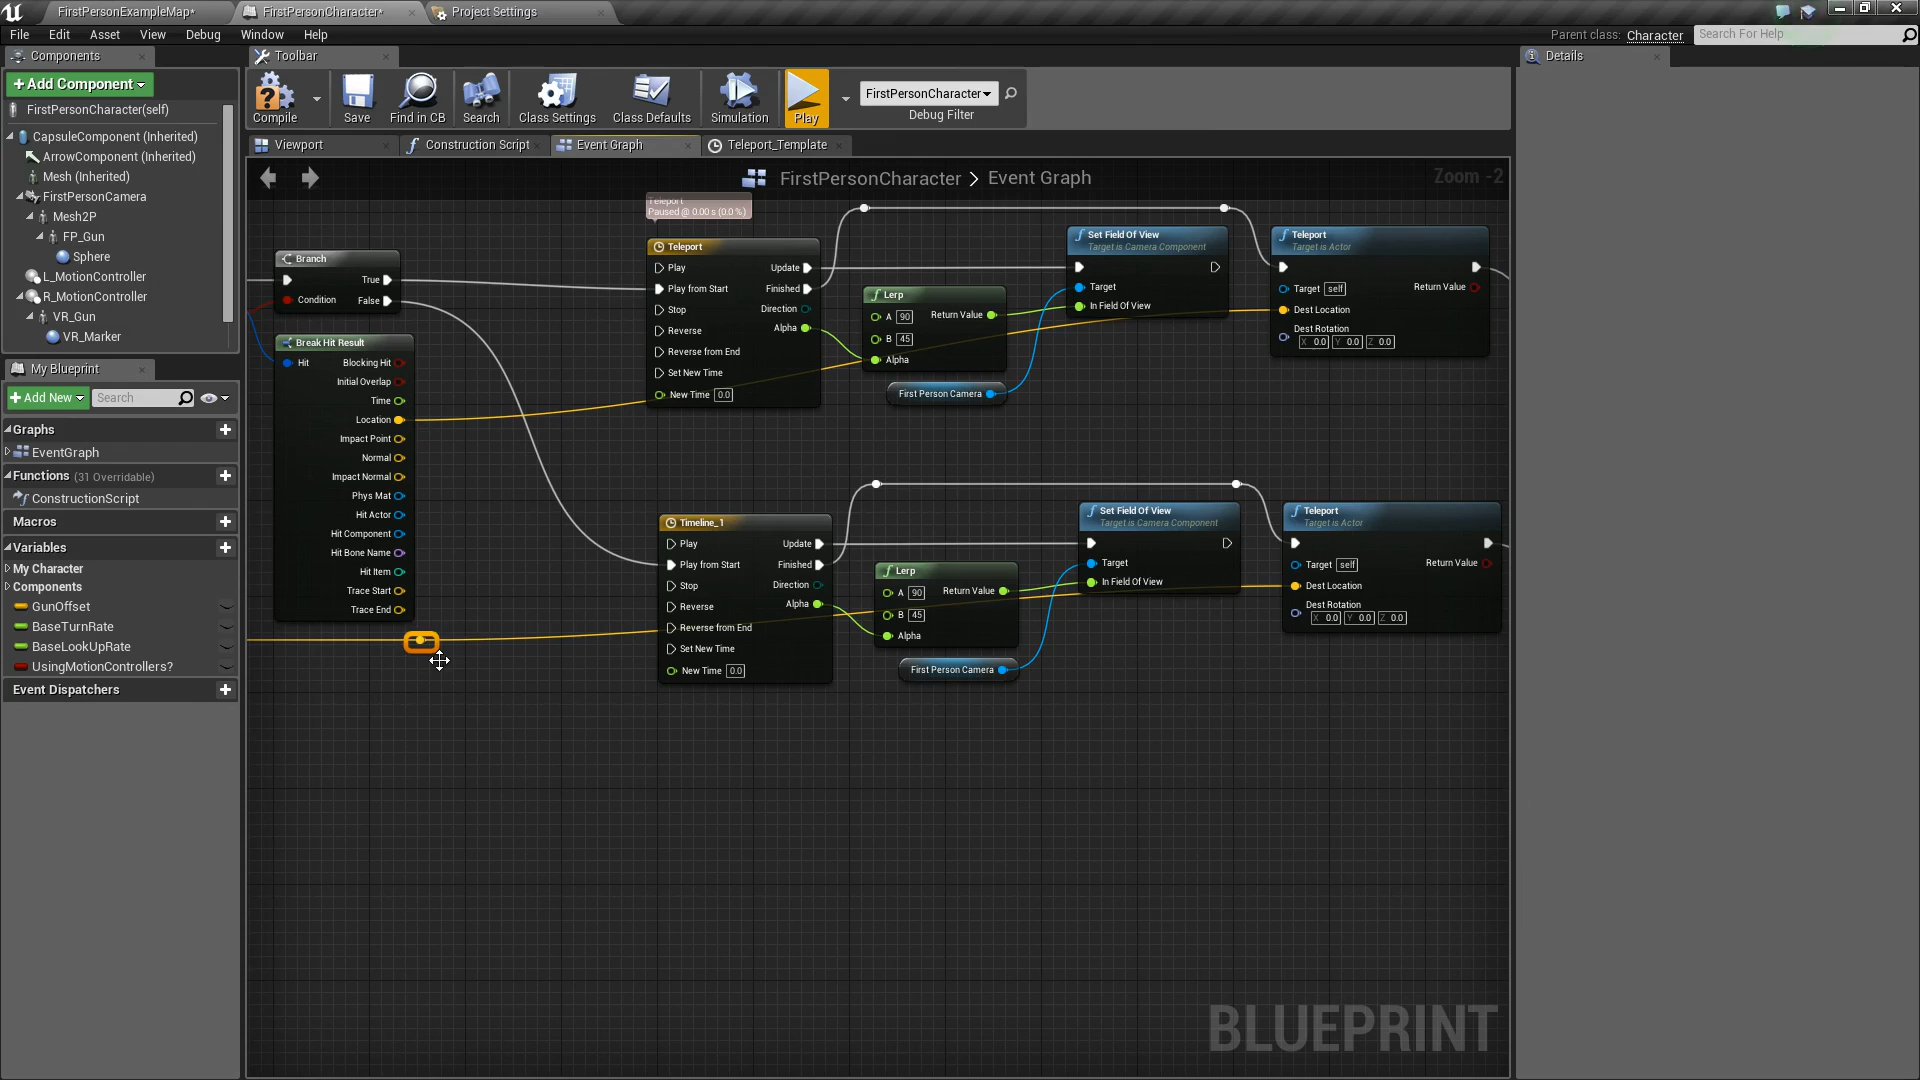 FirstPersonExampleMap*
FirstPersonCharacter*
Project Settings
File Edit Asset View Window Debug Window Help
Parent class: Character
Search For Help
Components
Toolbar
Details
+Add Component
FirstPersonCharacter(self)
CapsuleComponent (Inherited)
ArrowComponent (Inherited)
Mesh (Inherited)
FirstPersonCamera
Mesh2P
FP_Gun
Sphere
L_MotionController
R_MotionController
VR_Gun
VR_Marker
My Blueprint
+Add New
Search
Graphs
EventGraph
Functions (31 Overridable)
ConstructionScript
Macros
Variables
My Character
Components
GunOffset
BaseTurnRate
BaseLookUpRate
UsingMotionControllers?
Event Dispatchers
Compile
Save
Find in CB
Search
Class Settings
Class Defaults
Simulation
Play
FirstPersonCharacter
Debug Filter
Viewport
Construction Script
Event Graph
Teleport_Template
FirstPersonCharacter > Event Graph
Zoom -2
Branch
True
Condition
False
Break Hit Result
Hit
Blocking Hit
Initial Overlap
Time
Location
Impact Point
Normal
Impact Normal
Phys Mat
Hit Actor
Hit Component
Hit Bone Name
Hit Item
Trace Start
Trace End
Teleport
Paused @ 0.00 s (0.0 %)
Teleport
Play
Update
Play from Start
Finished
Stop
Direction
Reverse
Alpha
Reverse from End
Set New Time
New Time 0.0
Lerp
A 90
Return Value
B 45
Alpha
First Person Camera
Set Field Of View
Target is Camera Component
Target
In Field Of View
Teleport
Target is Actor
Target self
Return Value
Dest Location
Dest Rotation
X 0.0 Y 0.0 Z 0.0
Timeline_1
Play
Update
Play from Start
Finished
Stop
Direction
Reverse
Alpha
Reverse from End
Set New Time
New Time 0.0
Lerp
A 90
Return Value
B 45
Alpha
First Person Camera
Set Field Of View
Target is Camera Component
Target
In Field Of View
Teleport
Target is Actor
Target self
Return Value
Dest Location
Dest Rotation
X 0.0 Y 0.0 Z 0.0
BLUEPRINT